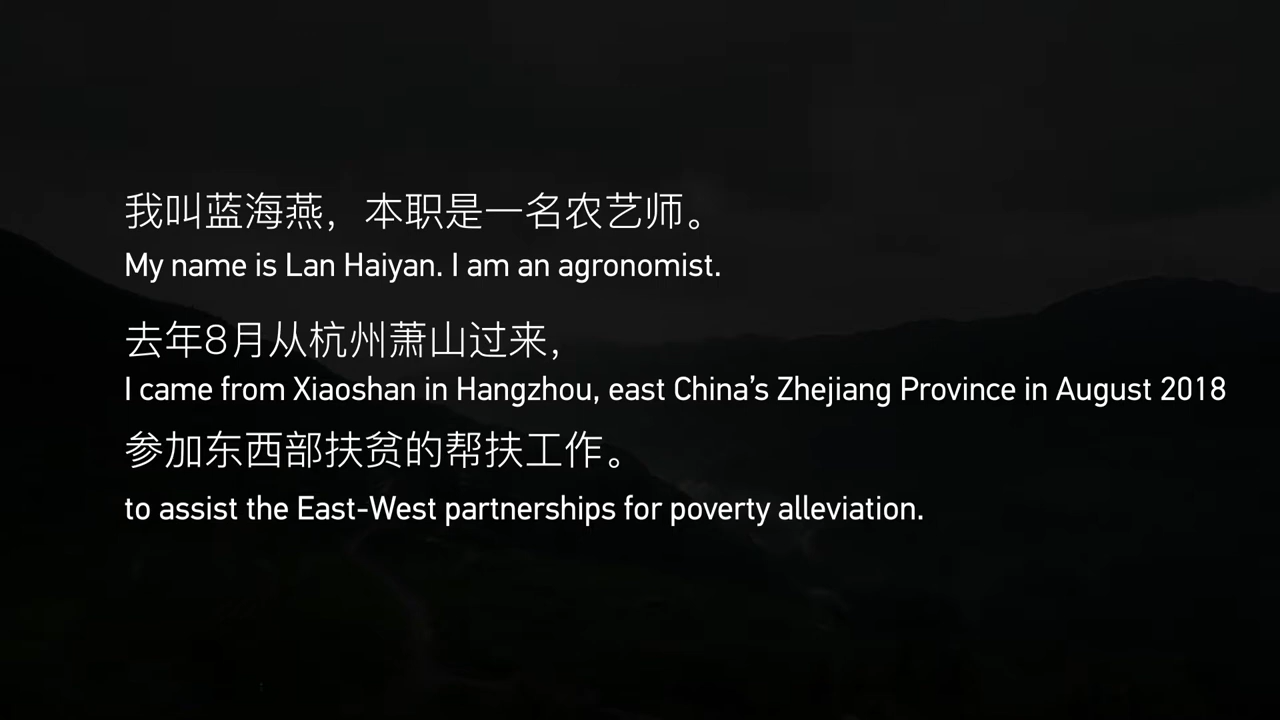 我叫蓝海燕，本职是一名农艺师。
My name is Lan Haiyan. I am an agronomist.
去年8月从杭州萧山过来，
I came from Xiaoshan in Hangzhou, east China’s Zhejiang Province in August 2018
参加东西部扶贫的帮扶工作。
to assist the East-West partnerships for poverty alleviation.